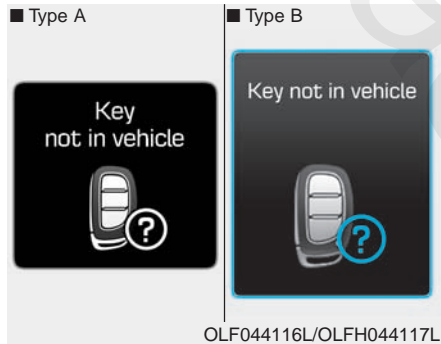 ■ Type A
■ Type B
Key
not in vehicle
?
Key not in vehicle
?
OLF044116L/OLFH044117L